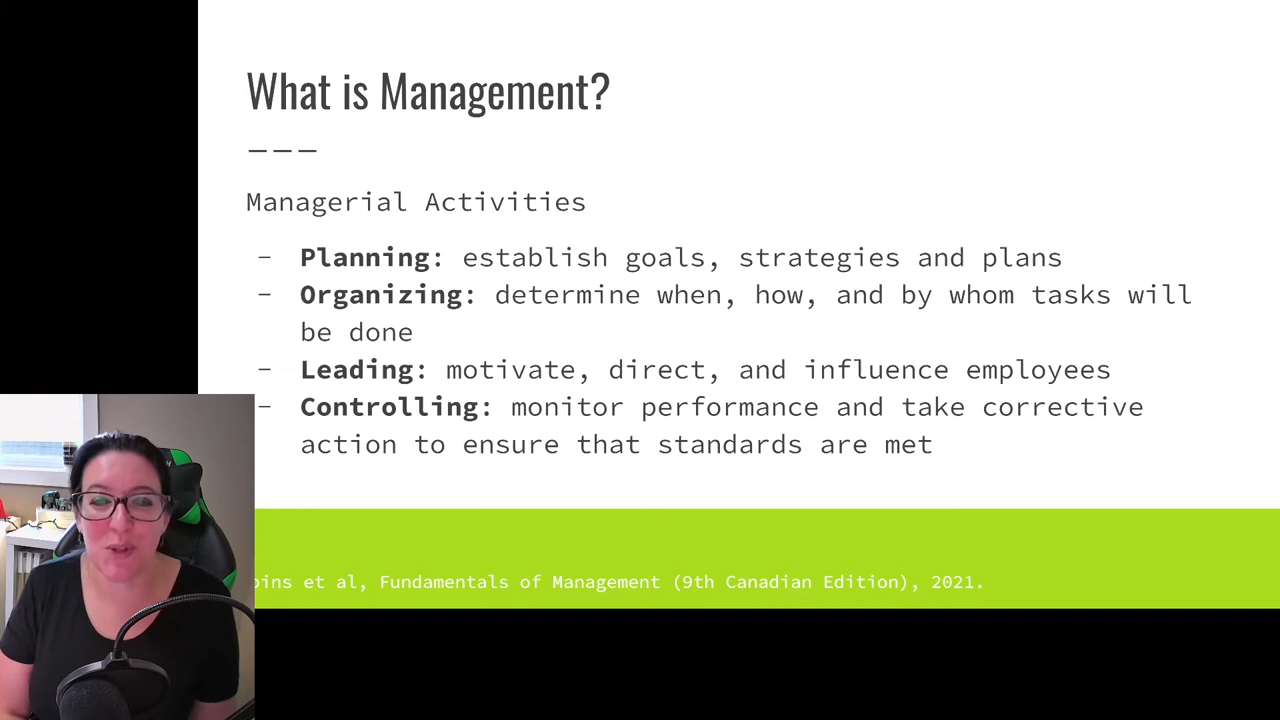 What is Management?
Managerial Activities
- Planning: establish goals, strategies and plans
- Organizing: determine when, how, and by whom tasks will
be done
- Leading: motivate, direct, and influence employees
- Controlling: monitor performance and take corrective
action to ensure that standards are met
et al, Fundamentals of Management (9th Canadian Edition), 2021.